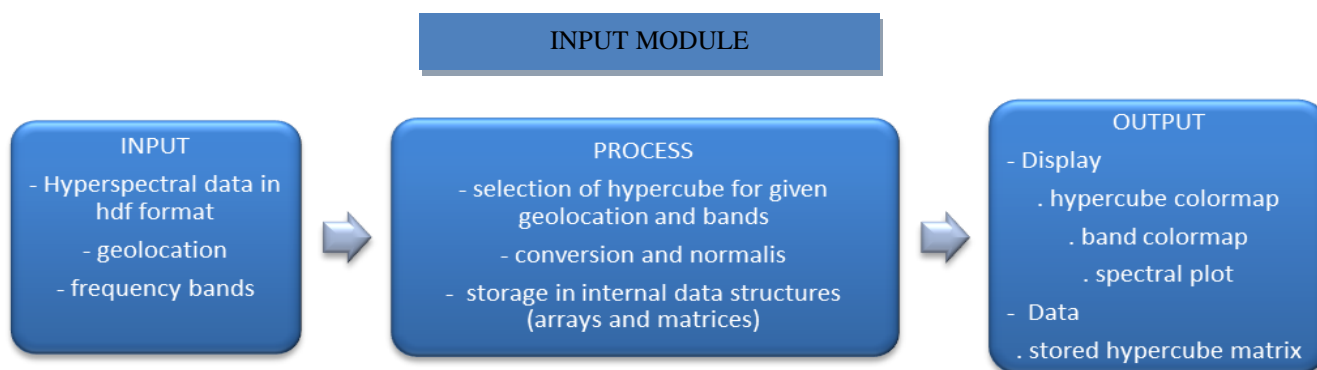 INPUT MODULE
INPUT
- Hyperspectral data in
hdf format
- geolocation
- frequency bands
PROCESS
- selection of hypercube for given
geolocation and bands
- conversion and normalis
- storage in internal data structures
(arrays and matrices)
OUTPUT
- Display
. hypercube colormap
. band colormap
. spectral plot
- Data
. stored hypercube matrix